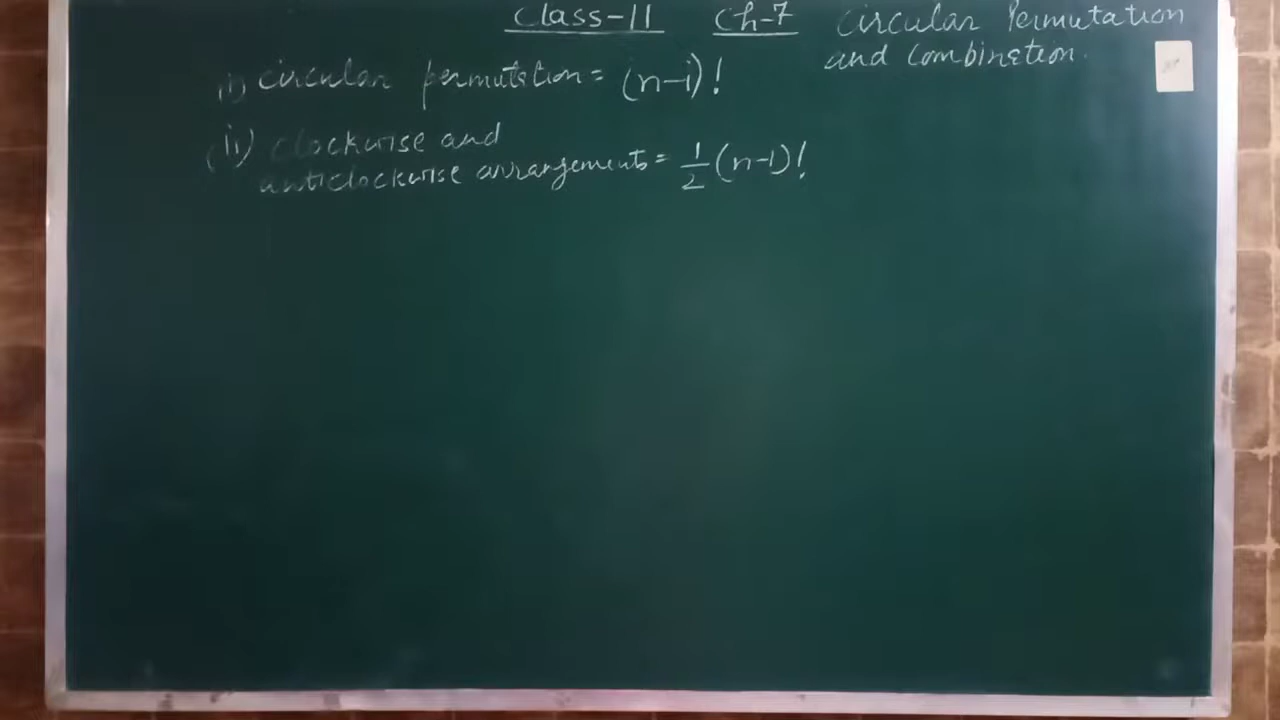 Class-11 Ch-7 Circular Permutation
and Combination.
i) circular permutation = (n-1)!
(ii) clockwise and
anticlockwise arrangements = 1/2 (n-1)!